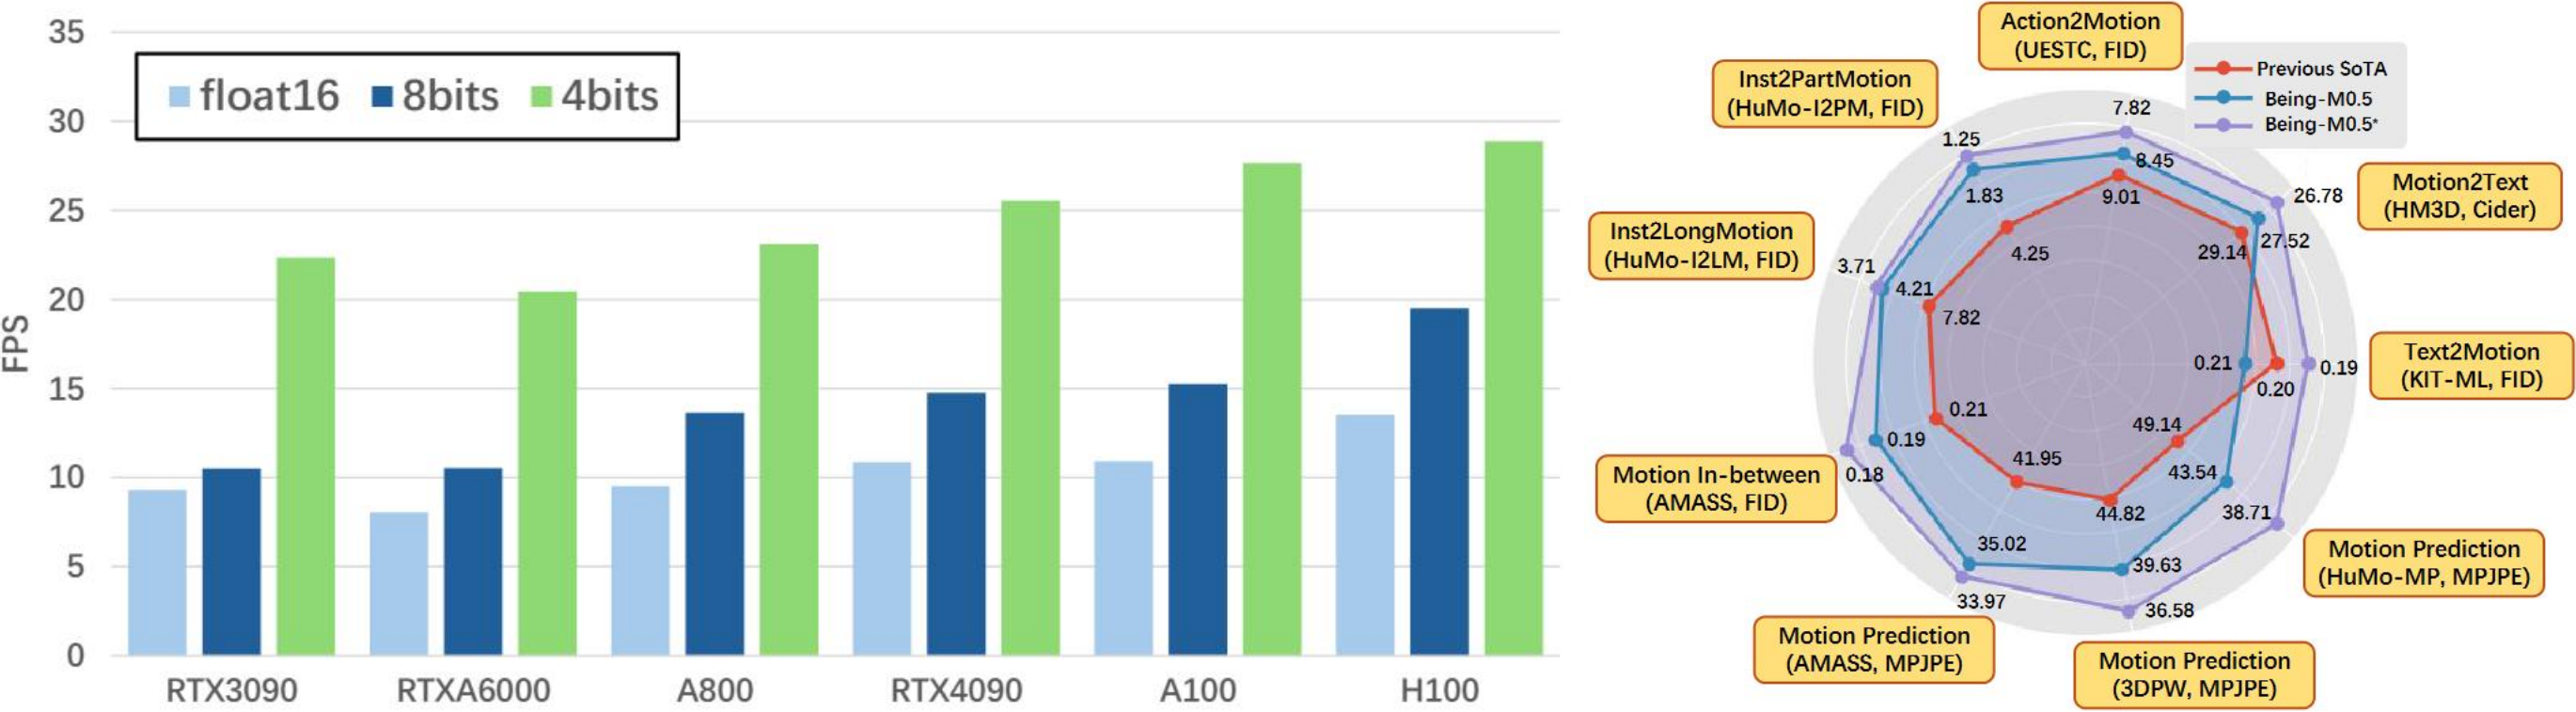 35
30
25
20
15
10
5
0
FPS
float16 8bits 4bits
RTX3090 RTXA6000 A800 RTX4090 A100 H100
Action2Motion
(UESTC, FID)
Previous SoTA
Being-M0.5
Being-M0.5*
Inst2PartMotion
(HuMo-I2PM, FID)
7.82
8.45
9.01
1.25
1.83
4.25
Motion2Text
(HM3D, Cider)
26.78
27.52
29.14
Inst2LongMotion
(HuMo-I2LM, FID)
3.71
4.21
7.82
Text2Motion
(KIT-ML, FID)
0.21
0.19
0.20
Motion In-between
(AMASS, FID)
0.21
0.19
0.18
49.14
43.54
38.71
Motion Prediction
(HuMo-MP, MPJPE)
41.95
35.02
33.97
Motion Prediction
(AMASS, MPJPE)
44.82
39.63
36.58
Motion Prediction
(3DPW, MPJPE)